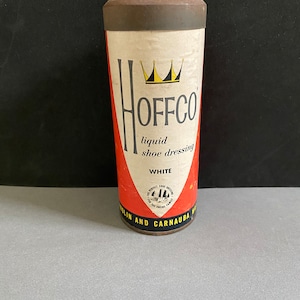 HOFFCO
liquid
shoe dressing
WHITE
AND CARNAUBA